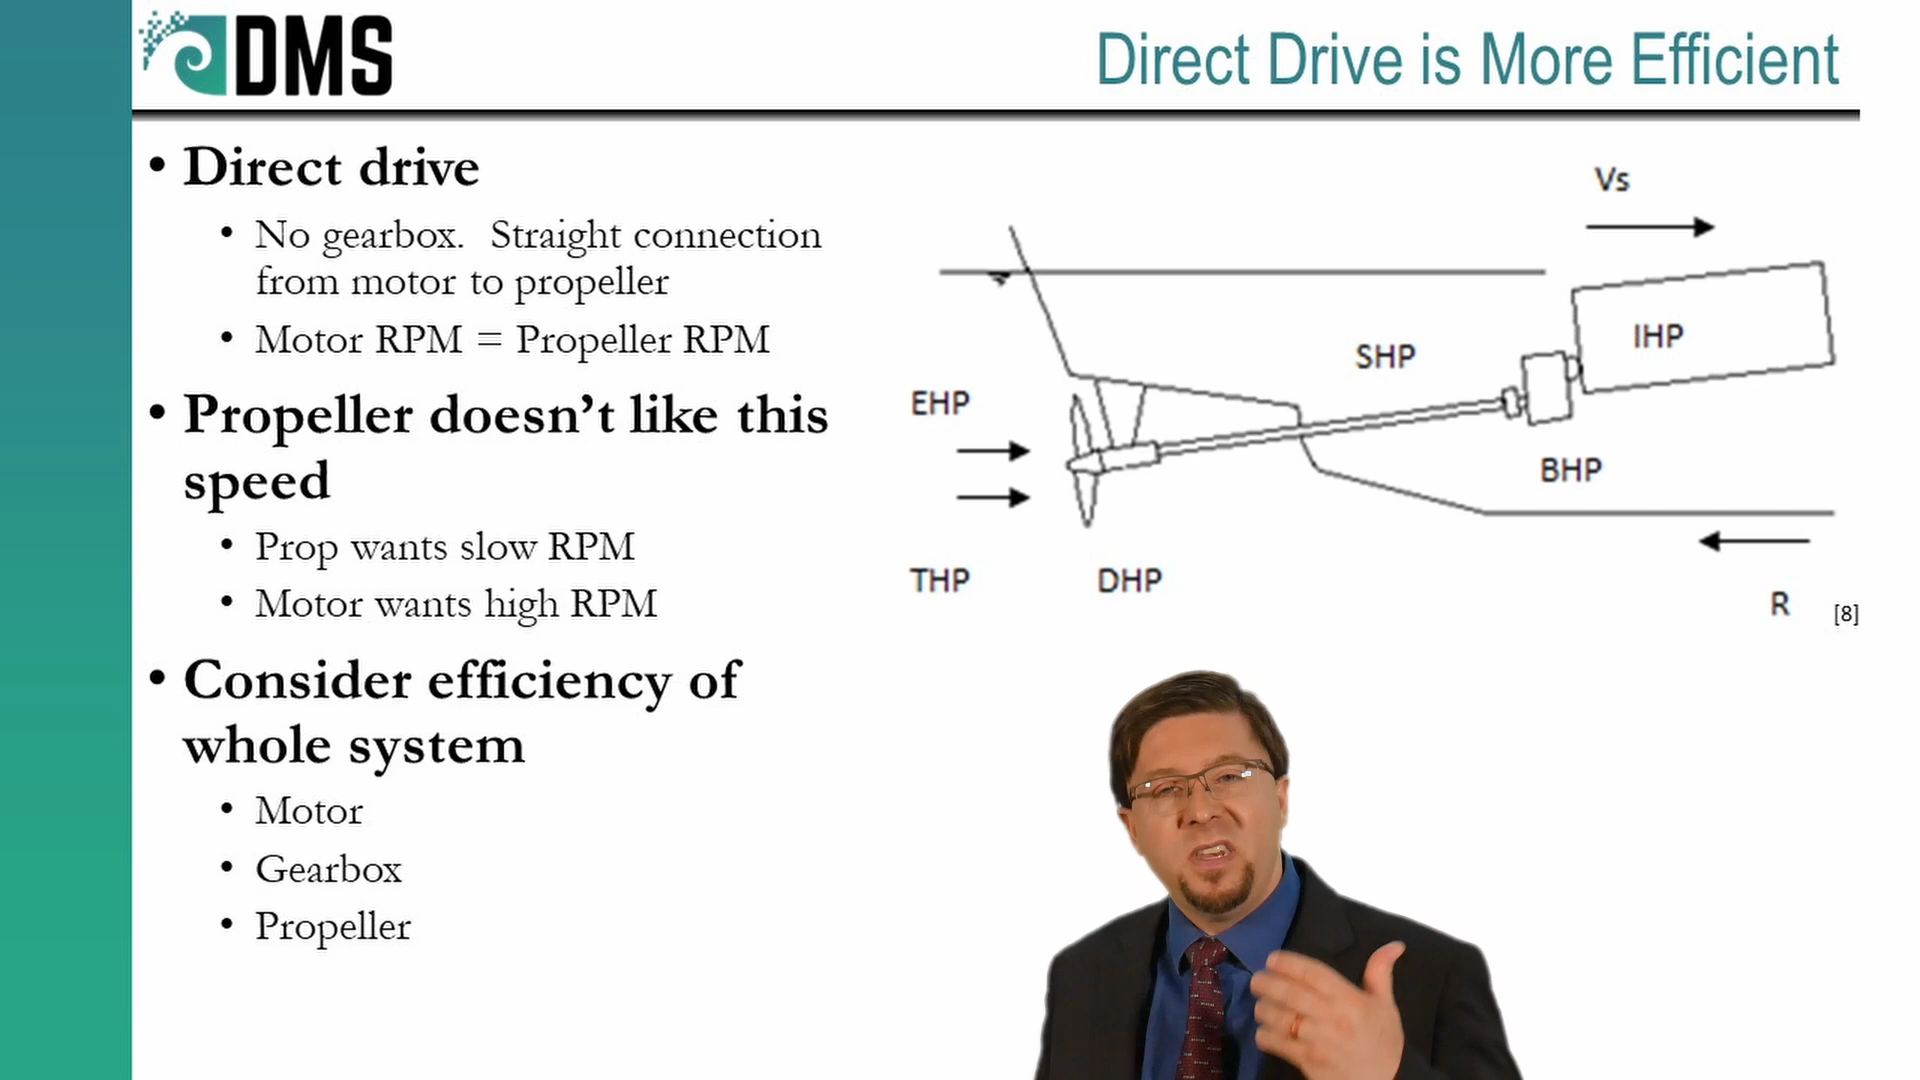 DMS
Direct Drive is More Efficient
• Direct drive
• No gearbox. Straight connection
from motor to propeller
• Motor RPM = Propeller RPM
• Propeller doesn’t like this
speed
• Prop wants slow RPM
• Motor wants high RPM
• Consider efficiency of
whole system
• Motor
• Gearbox
• Propeller
Vs
IHP
SHP
EHP
BHP
THP
DHP
R
[8]